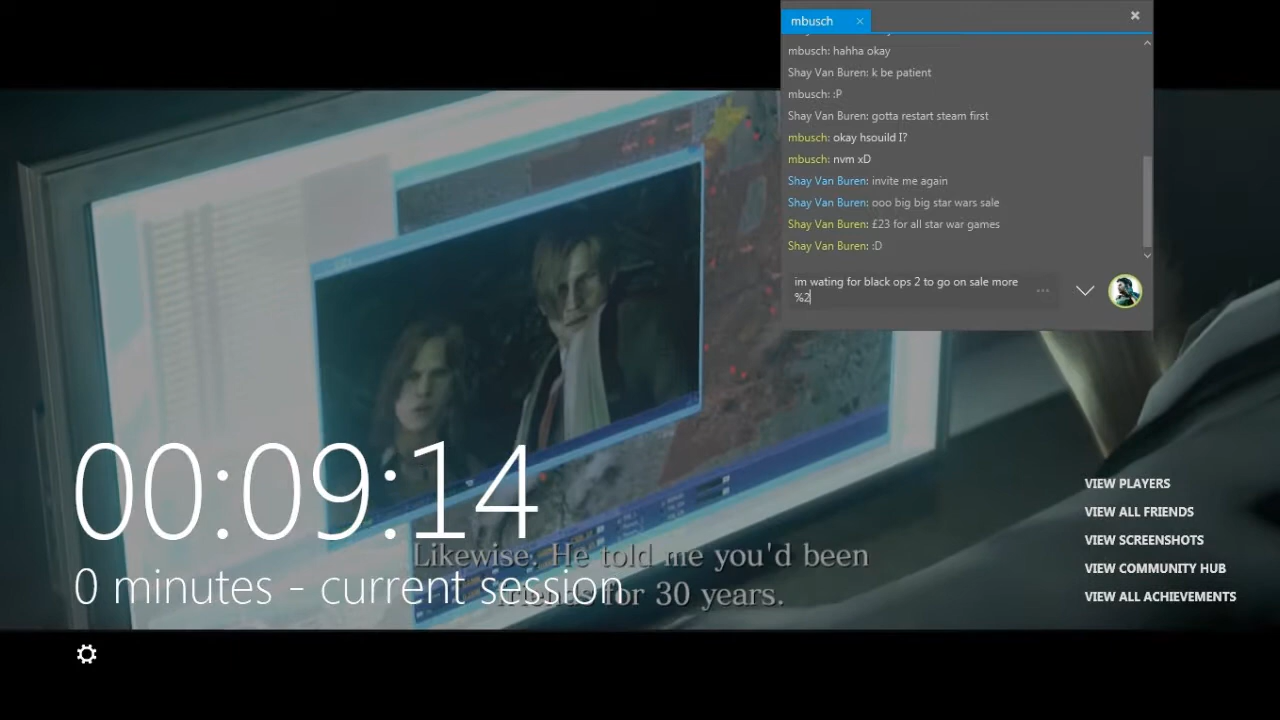 mbusch
mbusch: hahha okay
Shay Van Buren: k be patient
mbusch: :P
Shay Van Buren: gotta restart steam first
mbusch: okay hsouild I?
mbusch: nvm xD
Shay Van Buren: invite me again
Shay Van Buren: ooo big big star wars sale
Shay Van Buren: £23 for all star war games
Shay Van Buren: :D
im wating for black ops 2 to go on sale more
%2
00:09:14
0 minutes - current session
Likewise. He told me you'd been
friends for 30 years.
VIEW PLAYERS
VIEW ALL FRIENDS
VIEW SCREENSHOTS
VIEW COMMUNITY HUB
VIEW ALL ACHIEVEMENTS